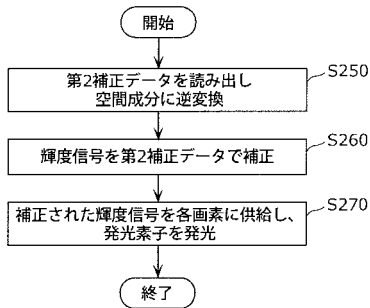 開始
第2補正データを読み出し
空間成分に逆変換
S250
輝度信号を第2補正データで補正
S260
補正された輝度信号を各画素に供給し、
発光素子を発光
S270
終了